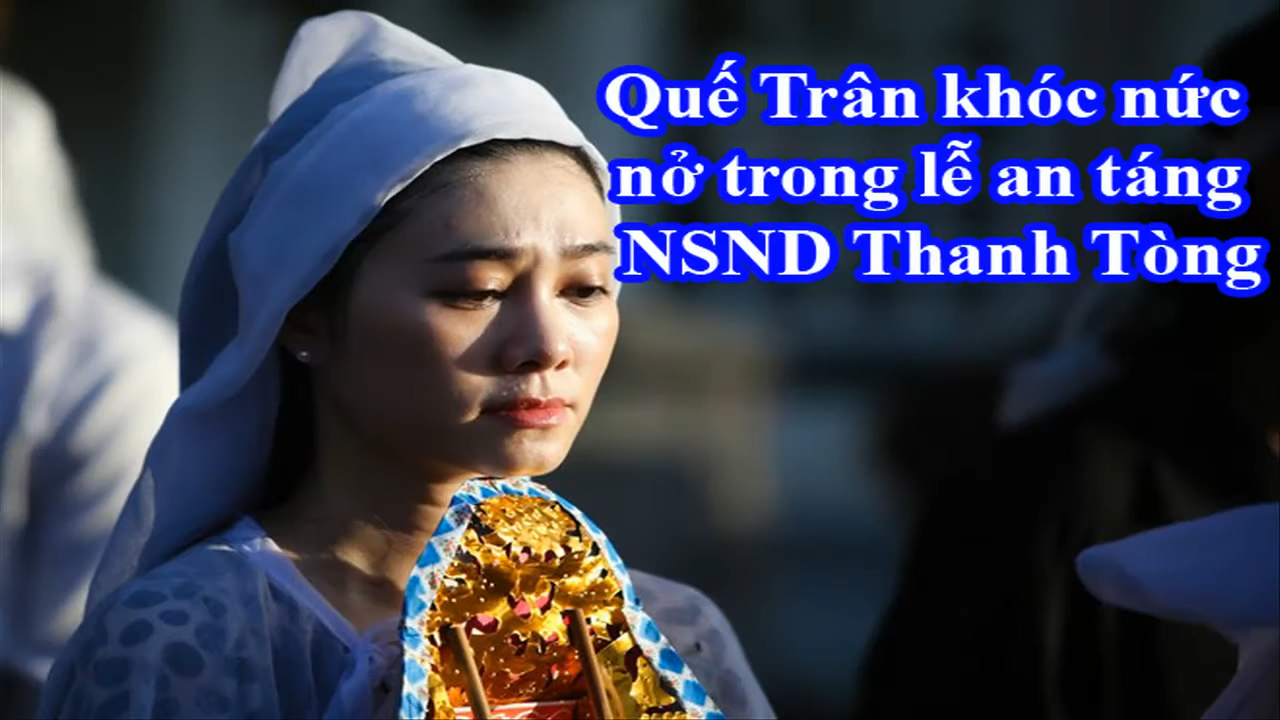 Quế Trân khóc nức
nở trong lễ an táng
NSND Thanh Tòng